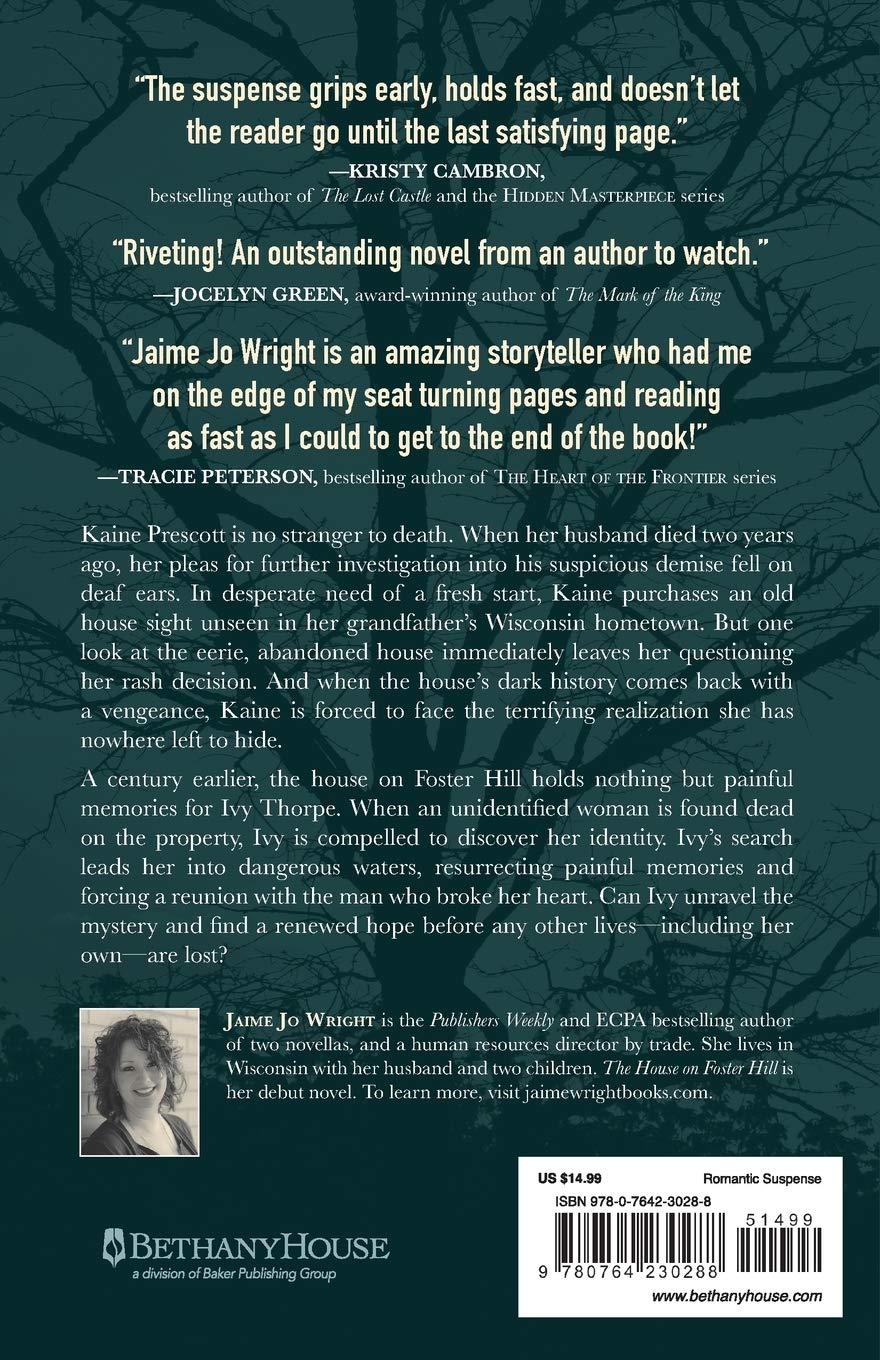 “The suspense grips early, holds fast, and doesn’t let
the reader go until the last satisfying page.”
—KRISTY CAMBRON,
bestselling author of The Lost Castle and the HIDDEN MASTERPIECE series
“Riveting! An outstanding novel from an author to watch.”
—JOCELYN GREEN, award-winning author of The Mark of the King
“Jaime Jo Wright is an amazing storyteller who had me
on the edge of my seat turning pages and reading
as fast as I could to get to the end of the book!”
—TRACIE PETERSON, bestselling author of THE HEART OF THE FRONTIER series
Kaine Prescott is no stranger to death. When her husband died two years
ago, her pleas for further investigation into his suspicious demise fell on
deaf ears. In desperate need of a fresh start, Kaine purchases an old
house sight unseen in her grandfather’s Wisconsin hometown. But one
look at the eerie, abandoned house immediately leaves her questioning
her rash decision. And when the house’s dark history comes back with
a vengeance, Kaine is forced to face the terrifying realization she has
nowhere left to hide.
A century earlier, the house on Foster Hill holds nothing but painful
memories for Ivy Thorpe. When an unidentified woman is found dead
on the property, Ivy is compelled to discover her identity. Ivy’s search
leads her into dangerous waters, resurrecting painful memories and
forcing a reunion with the man who broke her heart. Can Ivy unravel the
mystery and find a renewed hope before any other lives—including her
own—are lost?
JAIME JO WRIGHT is the Publishers Weekly and ECPA bestselling author
of two novellas, and a human resources director by trade. She lives in
Wisconsin with her husband and two children. The House on Foster Hill is
her debut novel. To learn more, visit jaimewrightbooks.com.
US $14.99 Romantic Suspense
ISBN 978-0-7642-3028-8
51499
9 780764 230288
www.bethanyhouse.com
BETHANYHOUSE
a division of Baker Publishing Group